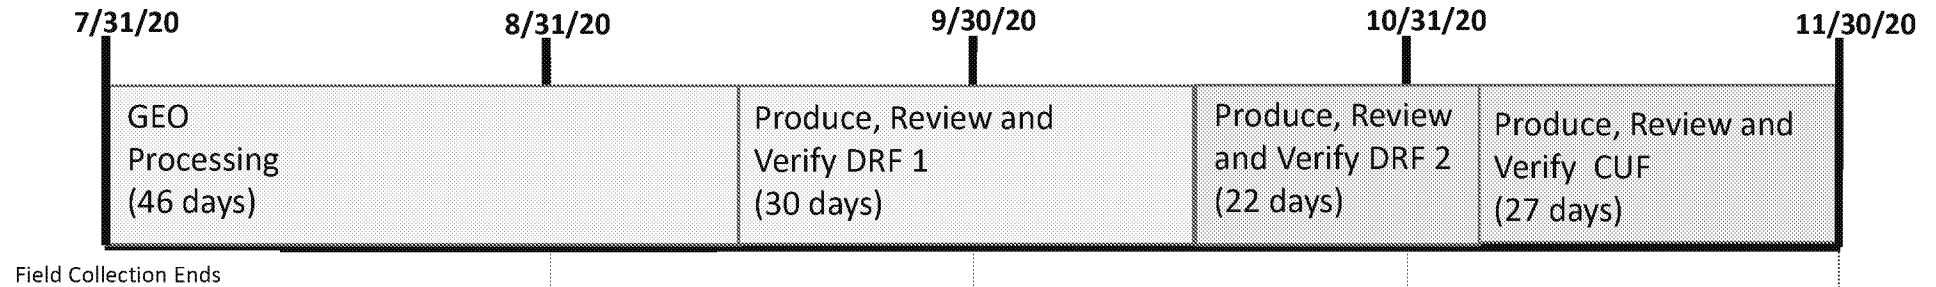 7/31/20
8/31/20
9/30/20
10/31/20
11/30/20
GEO
Processing
(46 days)
Produce, Review and
Verify DRF 1
(30 days)
Produce, Review
and Verify DRF 2
(22 days)
Produce, Review and
Verify CUF
(27 days)
Field Collection Ends